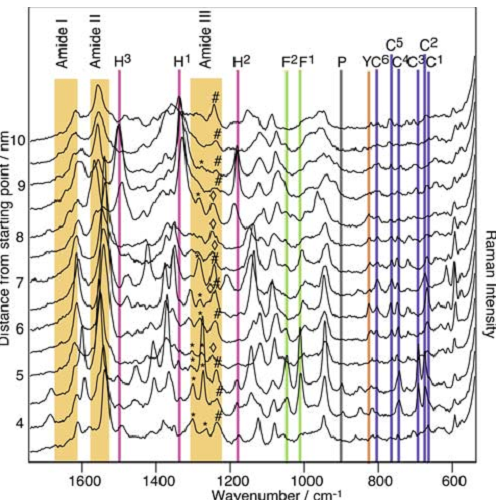 Amide I
Amide II
Amide III
C⁵ C²
H³ H¹ H² F² F¹ P Y C⁶ C⁴ C³ C¹
#
#
10
*
#
#
9
◊
◊
8
◊
*
#
7
*
◊
*
#
6
*
* * ◊
5
*
*
#
4
* * #
*
Distance from starting point / nm
Raman Intensity
1600 1400 1200 1000 800 600
Wavenumber / cm⁻¹